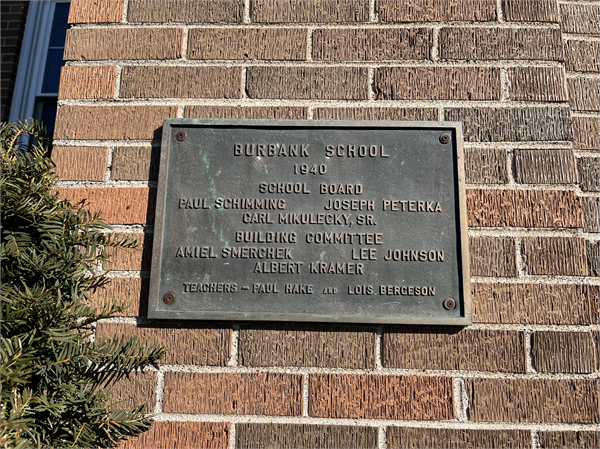 BURBANK SCHOOL
1940
SCHOOL BOARD
PAUL SCHIMMING JOSEPH PETERKA
CARL MIKULECKY, SR.
BUILDING COMMITTEE
AMIEL SMERCHEK LEE JOHNSON
ALBERT KRAMER
TEACHERS – PAUL HAKE AND LOIS BERGESON